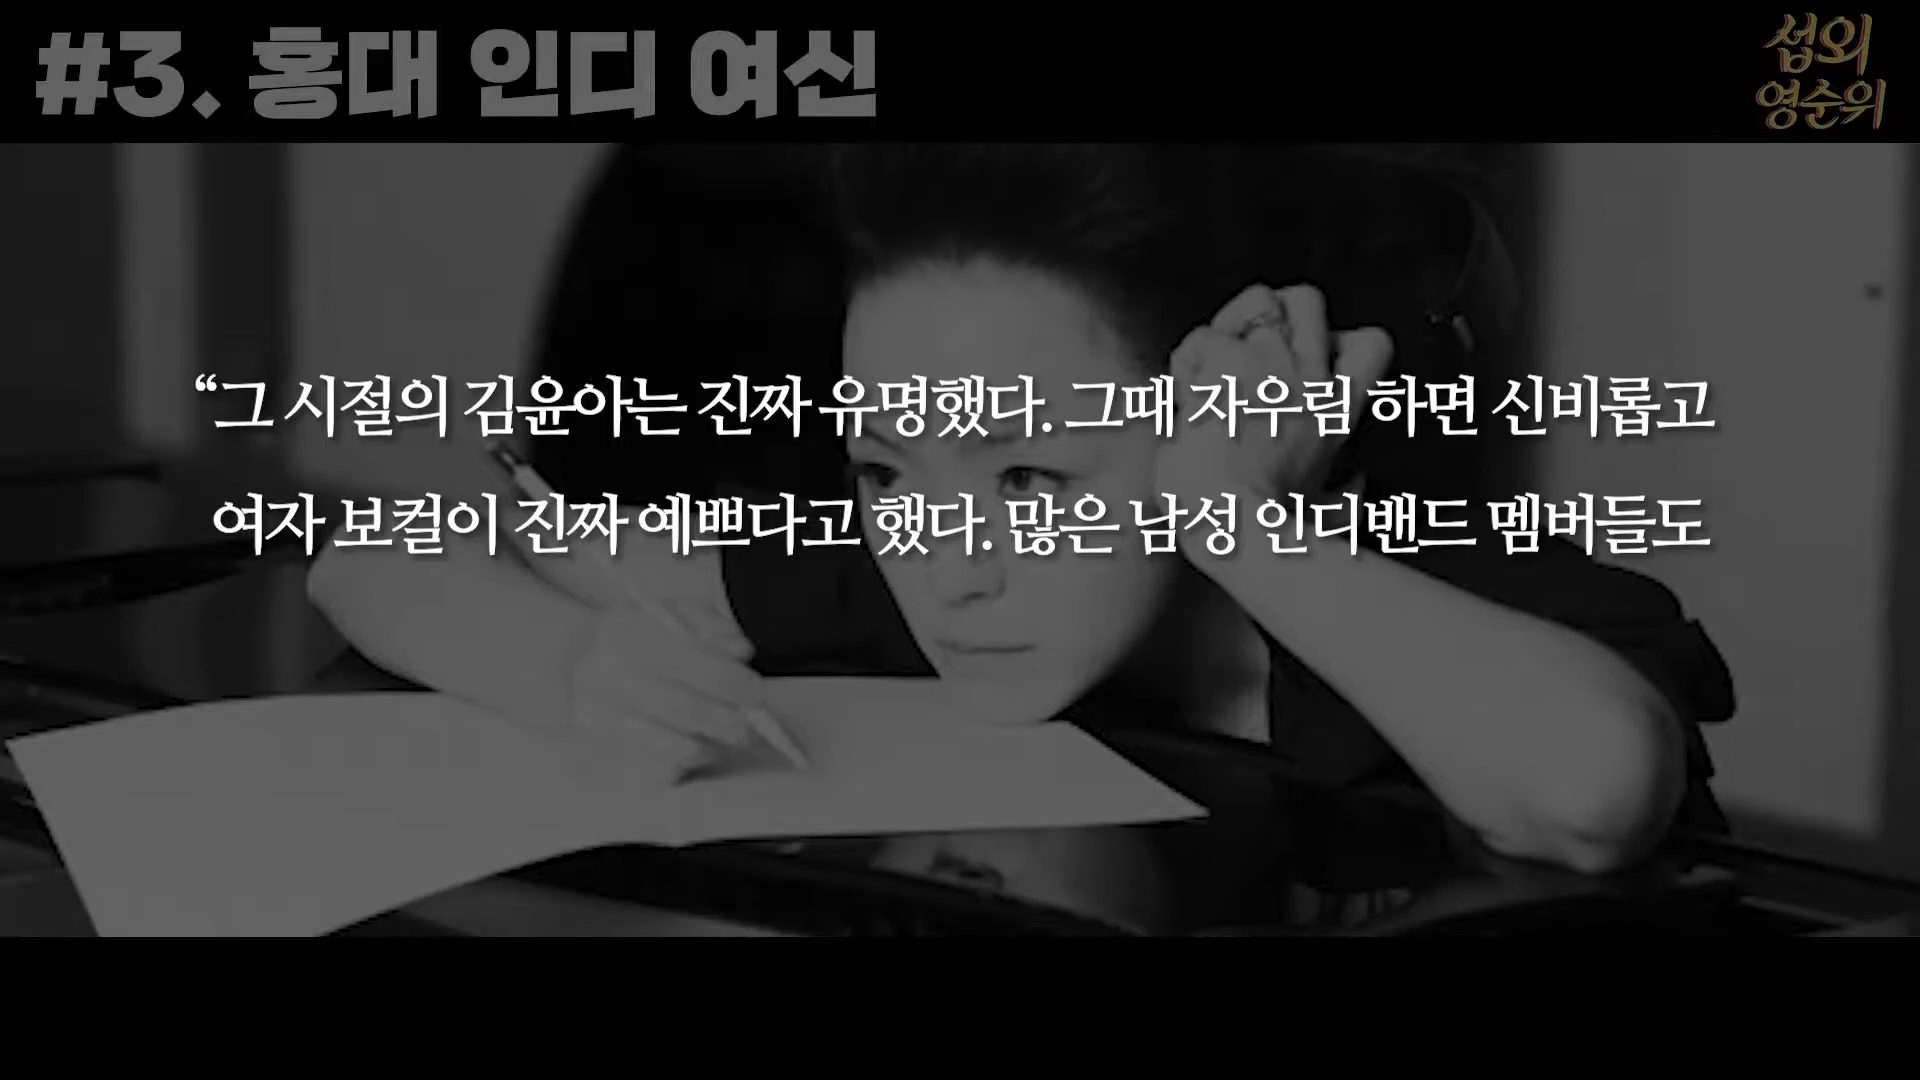 #3. 홍대 인디 여신
섭외
영순위
“그 시절의 김윤아는 진짜 유명했다. 그때 자우림 하면 신비롭고
여자 보컬이 진짜 예쁘다고 했다. 많은 남성 인디밴드 멤버들도